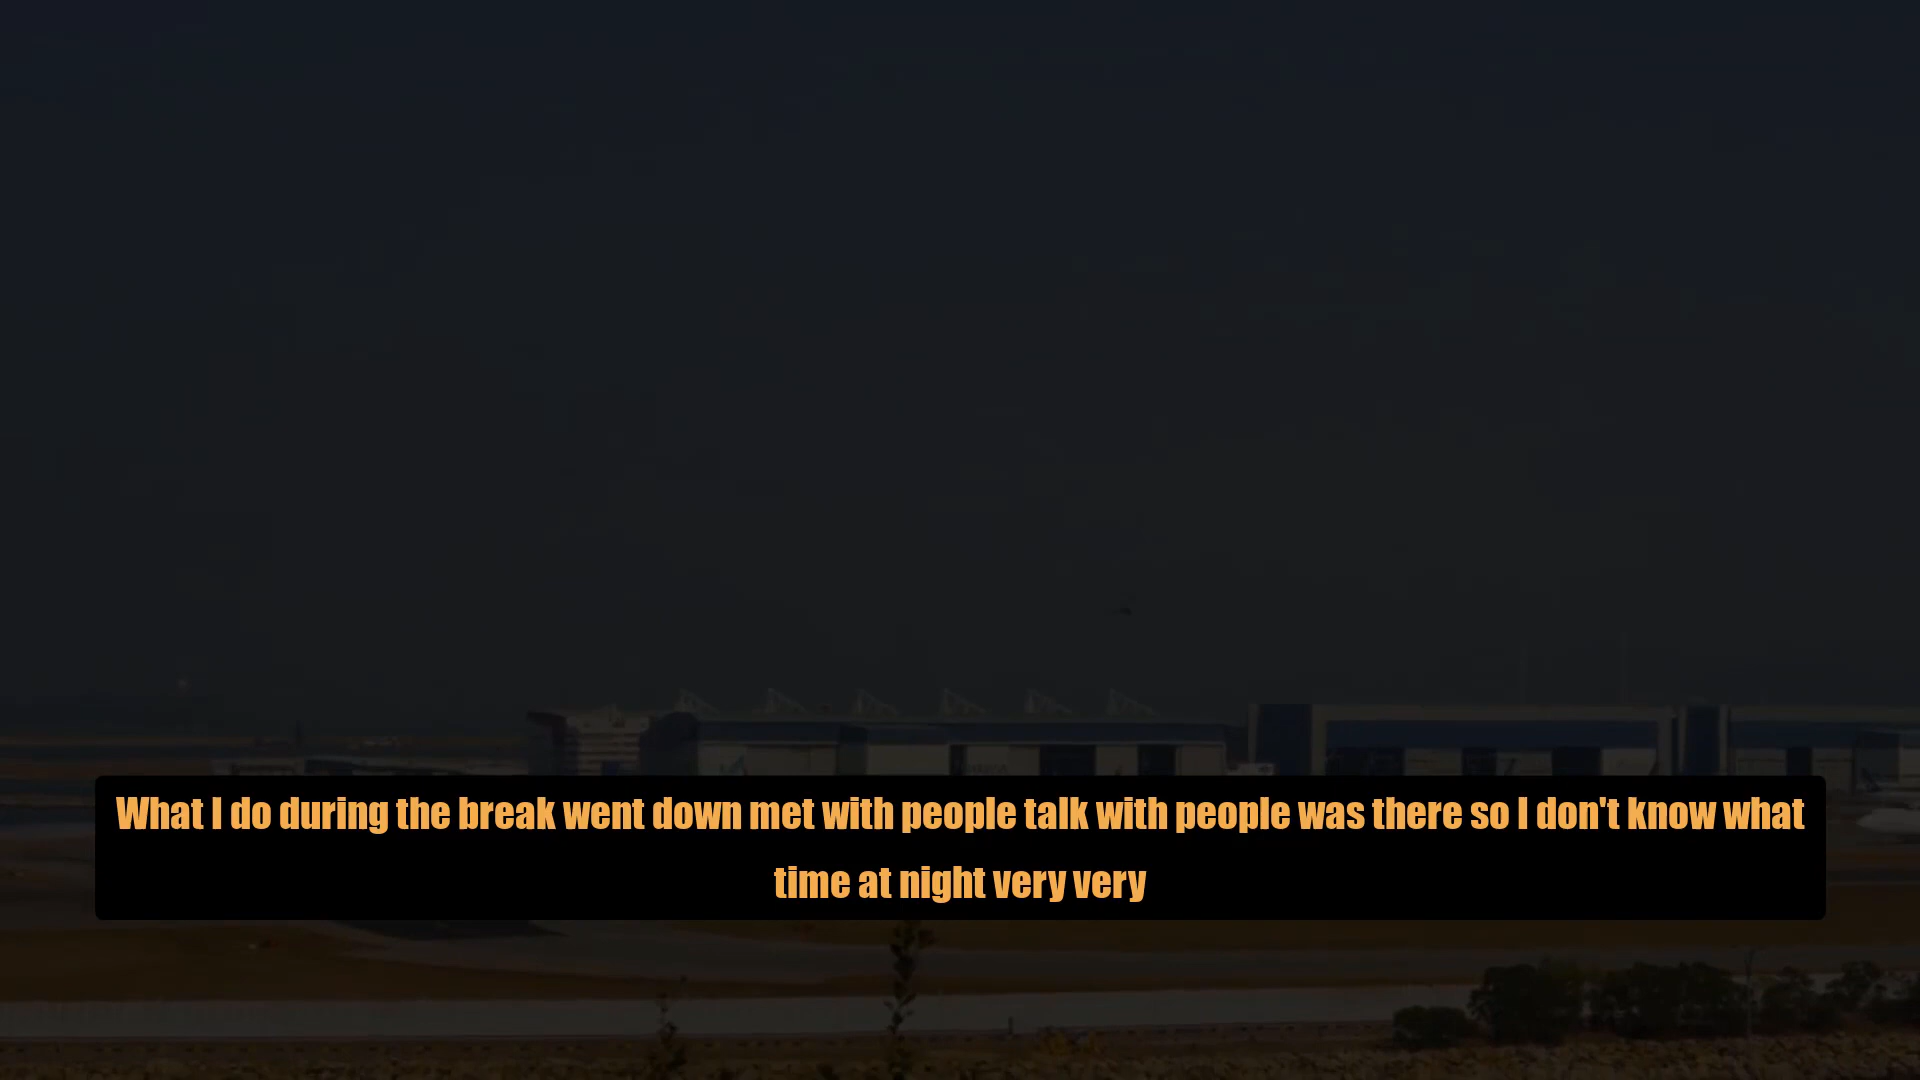 What I do during the break went down met with people talk with people was there so I don't know what
time at night very very